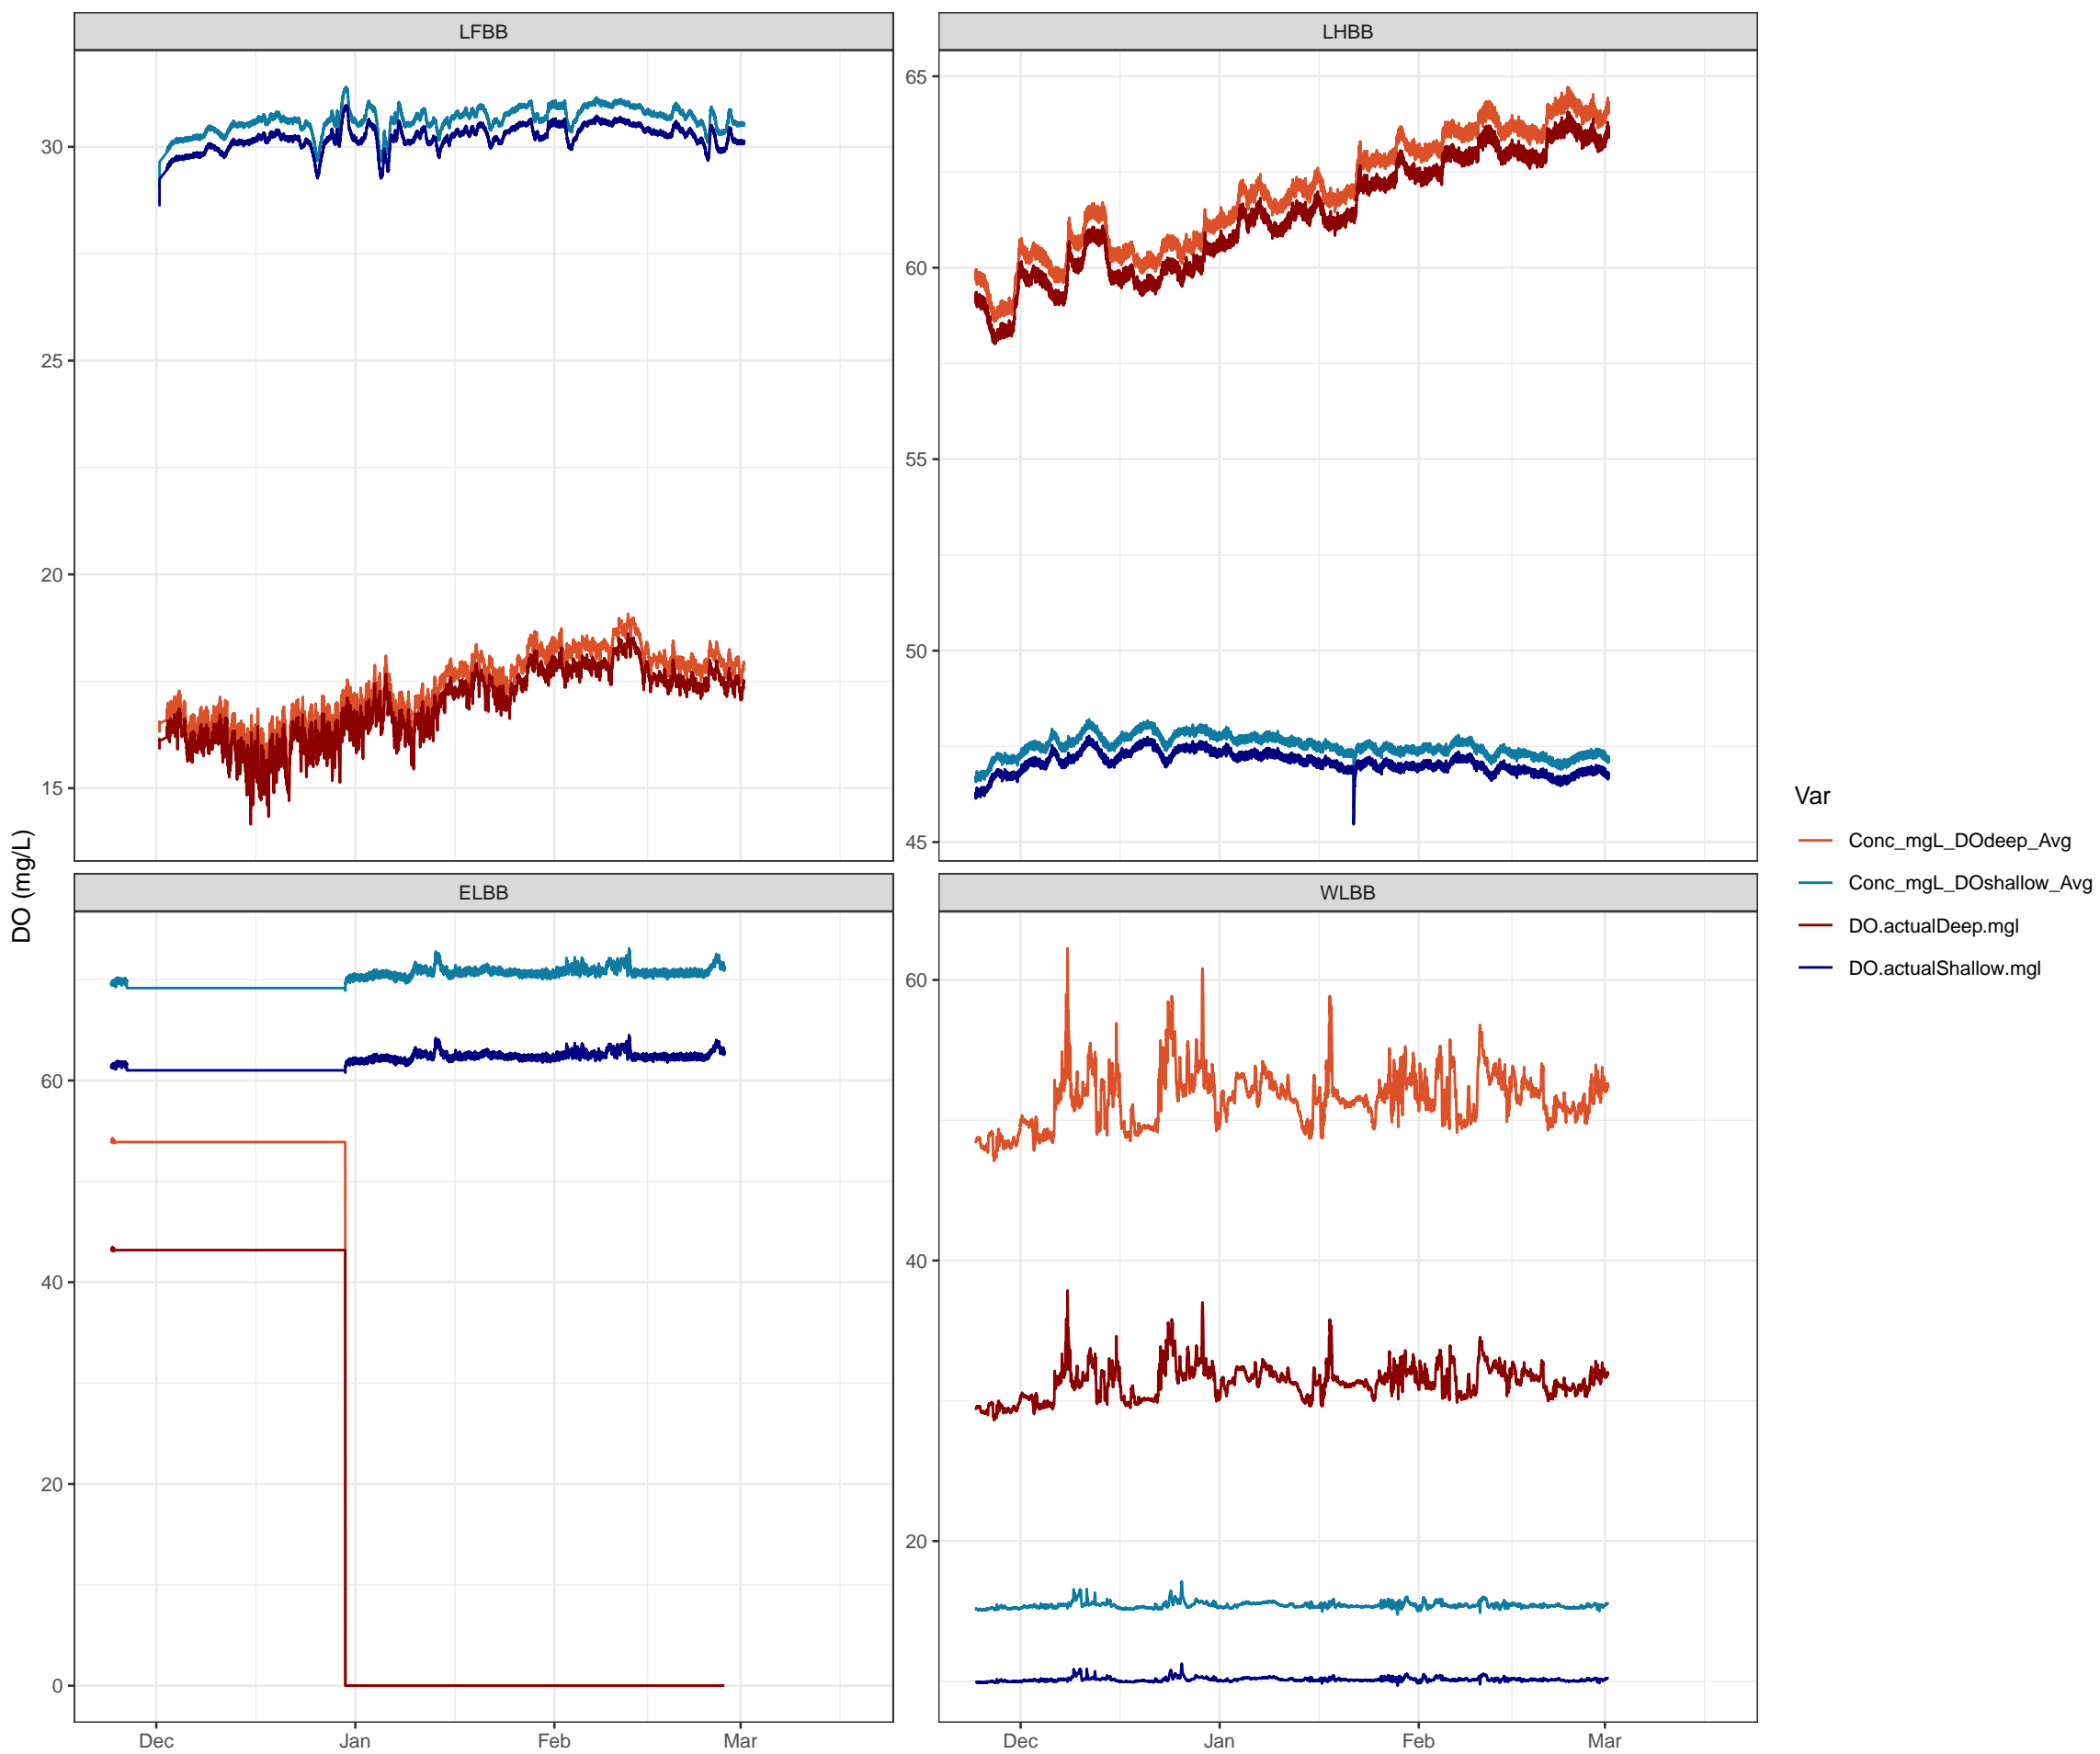 LFBB
LHBB
30
25
20
15
65
60
55
50
45
DO (mg/L)
ELBB
WLBB
60
40
20
0
60
40
20
Dec
Jan
Feb
Mar
Dec
Jan
Feb
Mar
Var
Conc_mgL_DOdeep_Avg
Conc_mgL_DOshallow_Avg
DO.actualDeep.mgl
DO.actualShallow.mgl